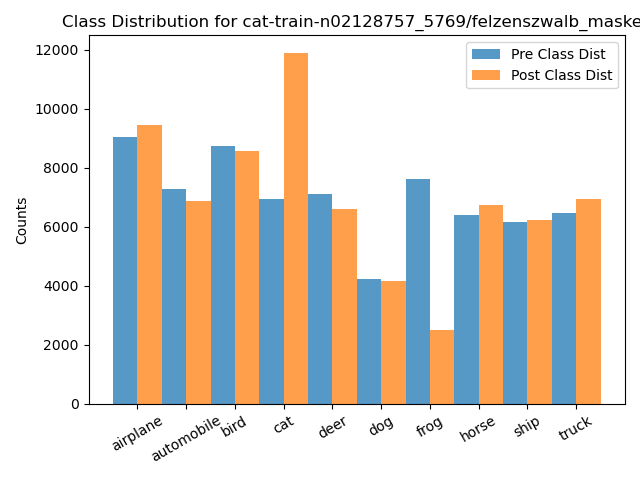 Class Distribution for cat-train-n02128757_5769/felzenszwalb_maske
Pre Class Dist
Post Class Dist
Counts
12000
10000
8000
6000
4000
2000
0
airplane
automobile
bird
cat
deer
dog
frog
horse
ship
truck